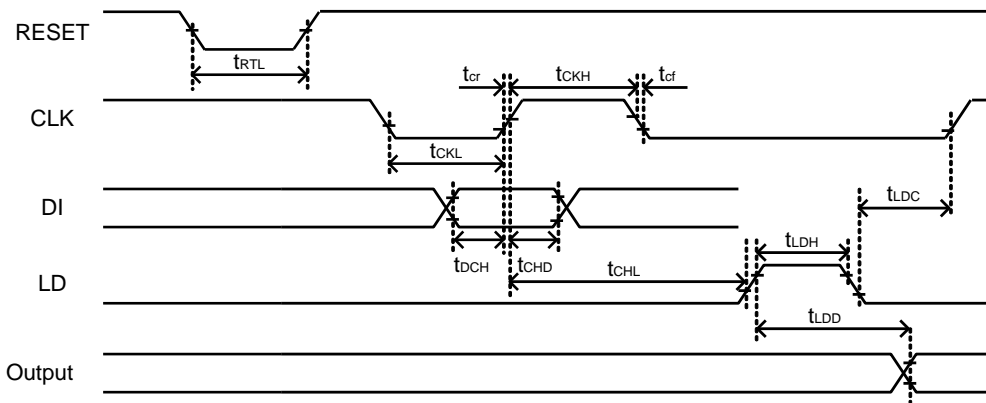 RESET
tRTL
tcr
tCKH
tcf
CLK
tCKL
DI
tLDC
tDCH
tCHD
tCHL
tLDH
LD
tLDD
Output